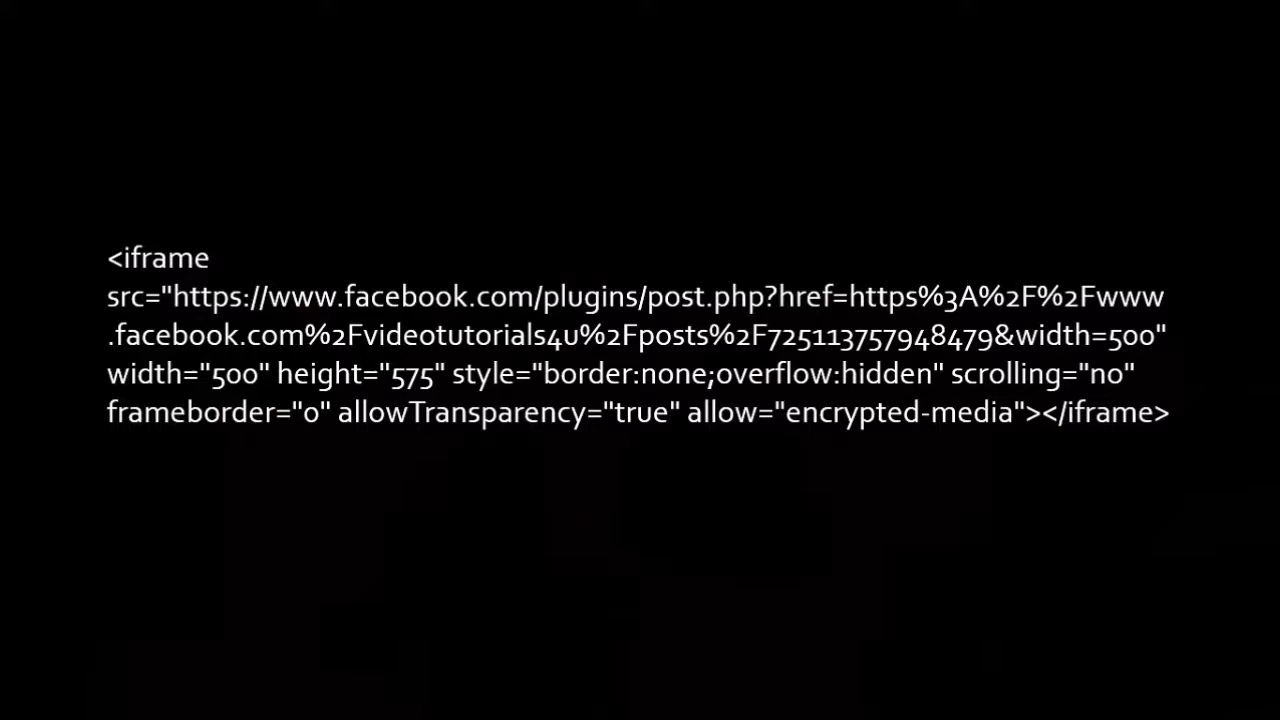 <iframe
src="https://www.facebook.com/plugins/post.php?href=https%3A%2F%2Fwww
.facebook.com%2Fvideotutorials4u%2Fposts%2F725113757948479&width=500"
width="500" height="575" style="border:none;overflow:hidden" scrolling="no"
frameborder="0" allowTransparency="true" allow="encrypted-media"></iframe>